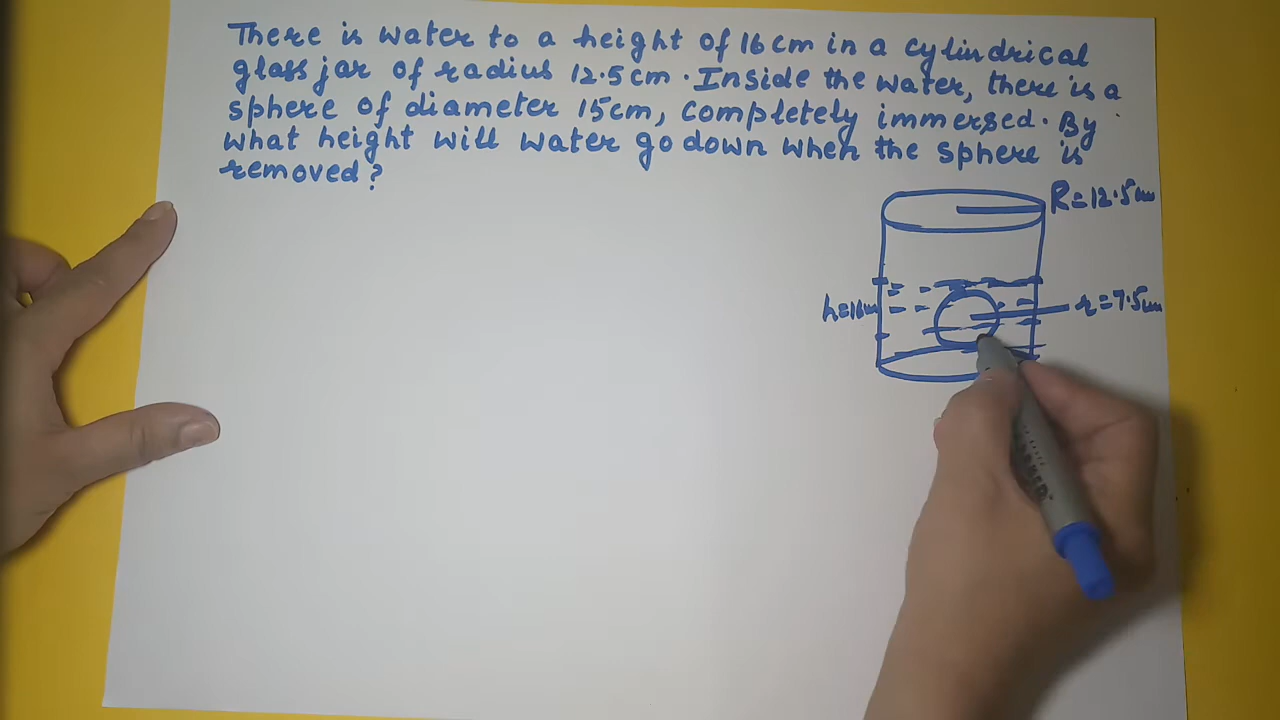 There is water to a height of 16 cm in a cylindrical
glass jar of radius 12.5 cm. Inside the water, there is a
sphere of diameter 15cm, completely immersed. By
what height will water go down when the sphere is
removed?
R=12.5cm
h=16cm
r=7.5cm